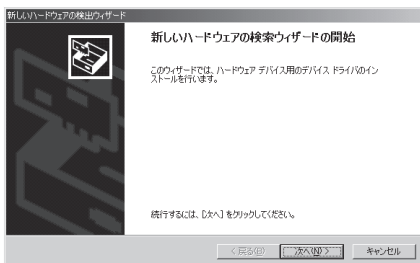 新しいハードウェアの検出ウィザード
新しいハードウェアの検索ウィザードの開始
このウィザードでは、ハードウェア デバイス用のデバイス ドライバのイン
ストールを行います。
続行するには、[次へ] をクリックしてください。
< 戻る(B) 次へ(N) > キャンセル